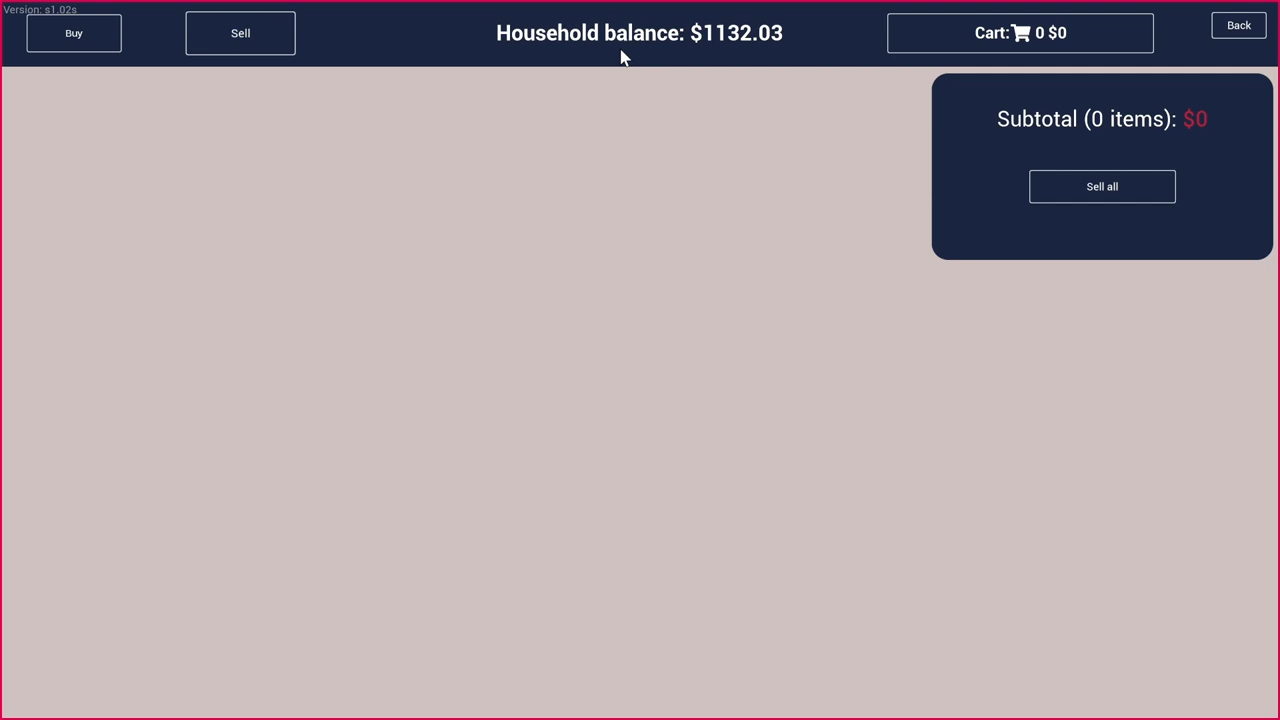 Version: s1.02s
Buy
Sell
Household balance: $1132.03
Cart: 0 $0
Back
Subtotal (0 items): $0
Sell all